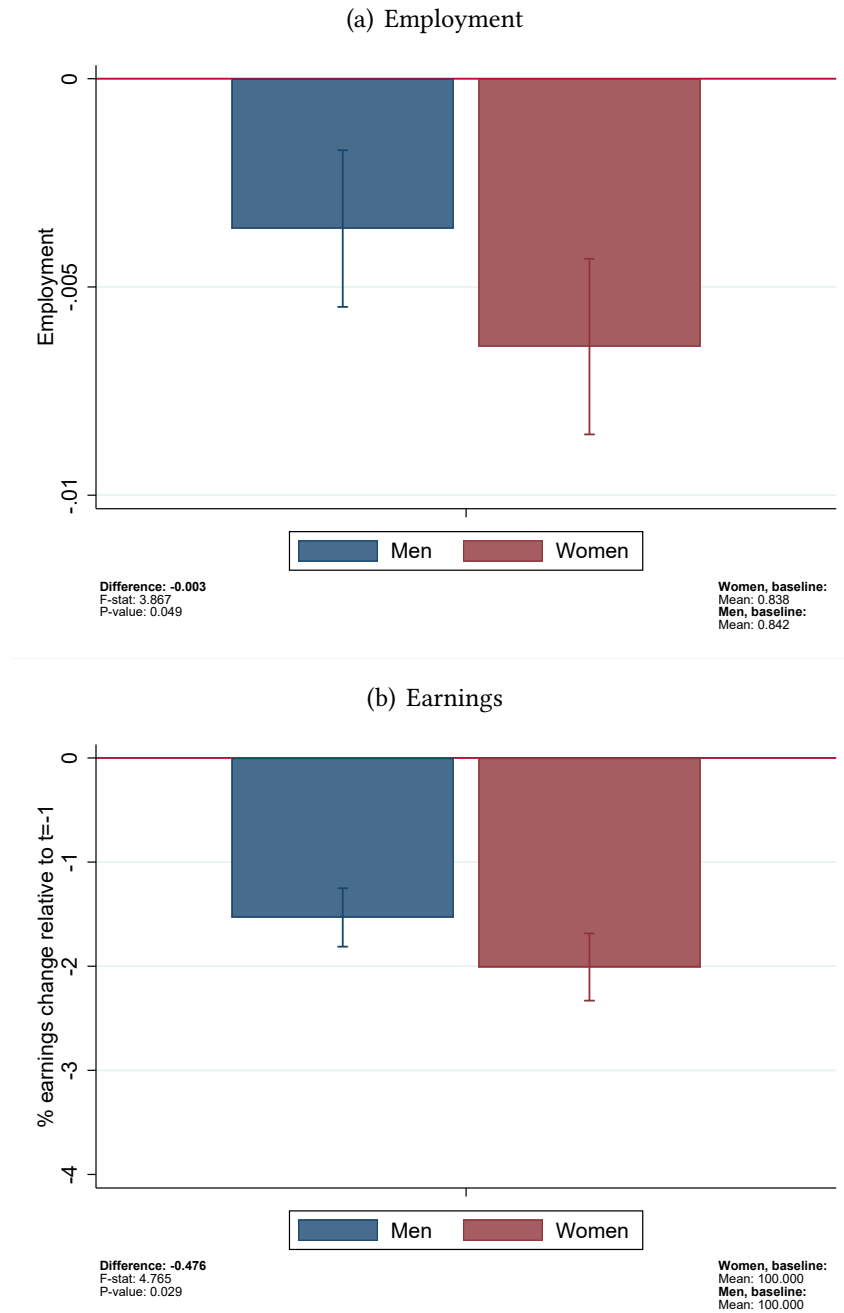 (a) Employment
Employment
0
-.005
-.01
Men
Women
Difference: -0.003
F-stat: 3.867
P-value: 0.049
Women, baseline:
Mean: 0.838
Men, baseline:
Mean: 0.842
(b) Earnings
% earnings change relative to t=-1
0
-1
-2
-3
-4
Men
Women
Difference: -0.476
F-stat: 4.765
P-value: 0.029
Women, baseline:
Mean: 100.000
Men, baseline:
Mean: 100.000